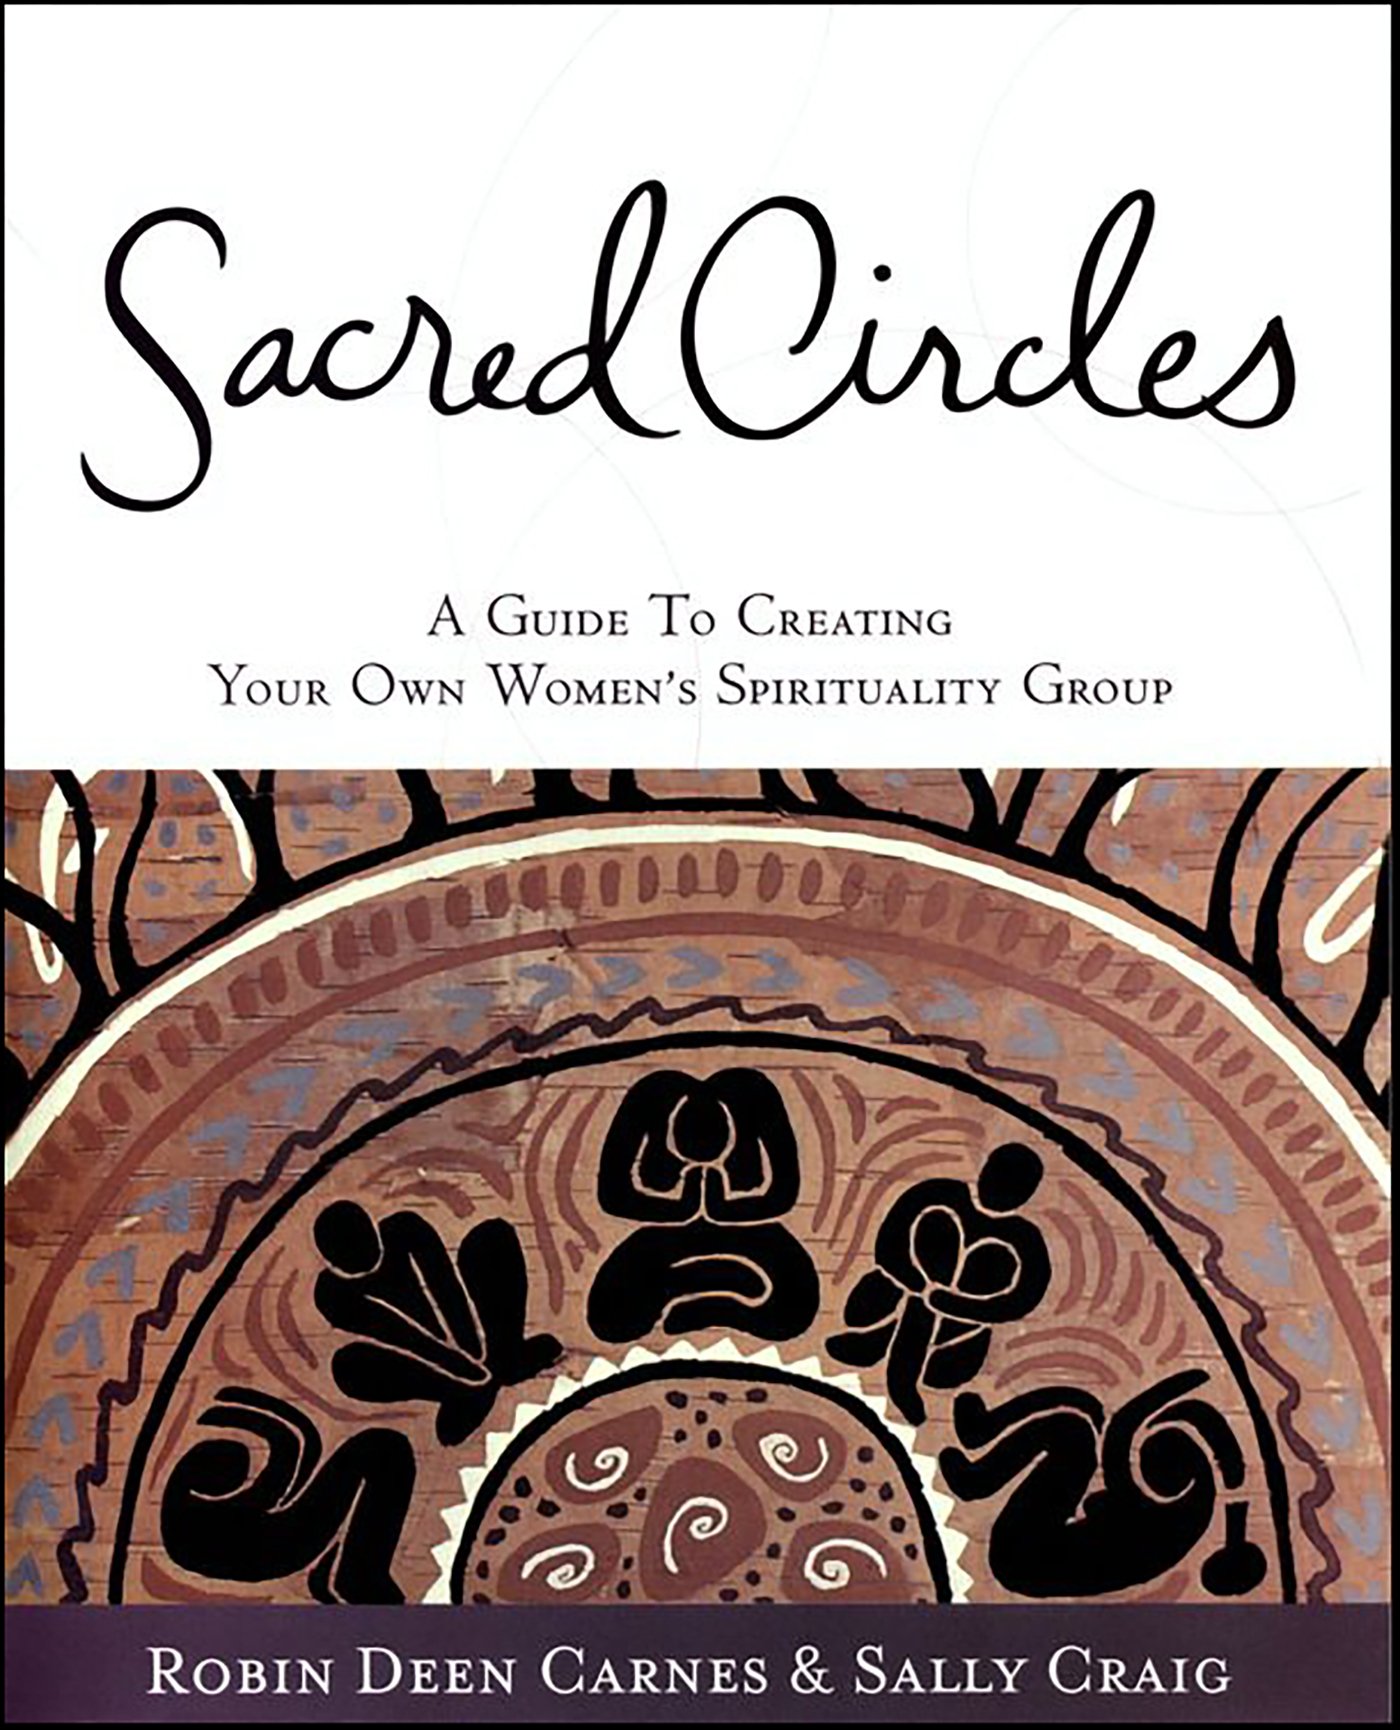 Sacred Circles
A Guide To Creating
Your Own Women's Spirituality Group
Robin Deen Carnes & Sally Craig